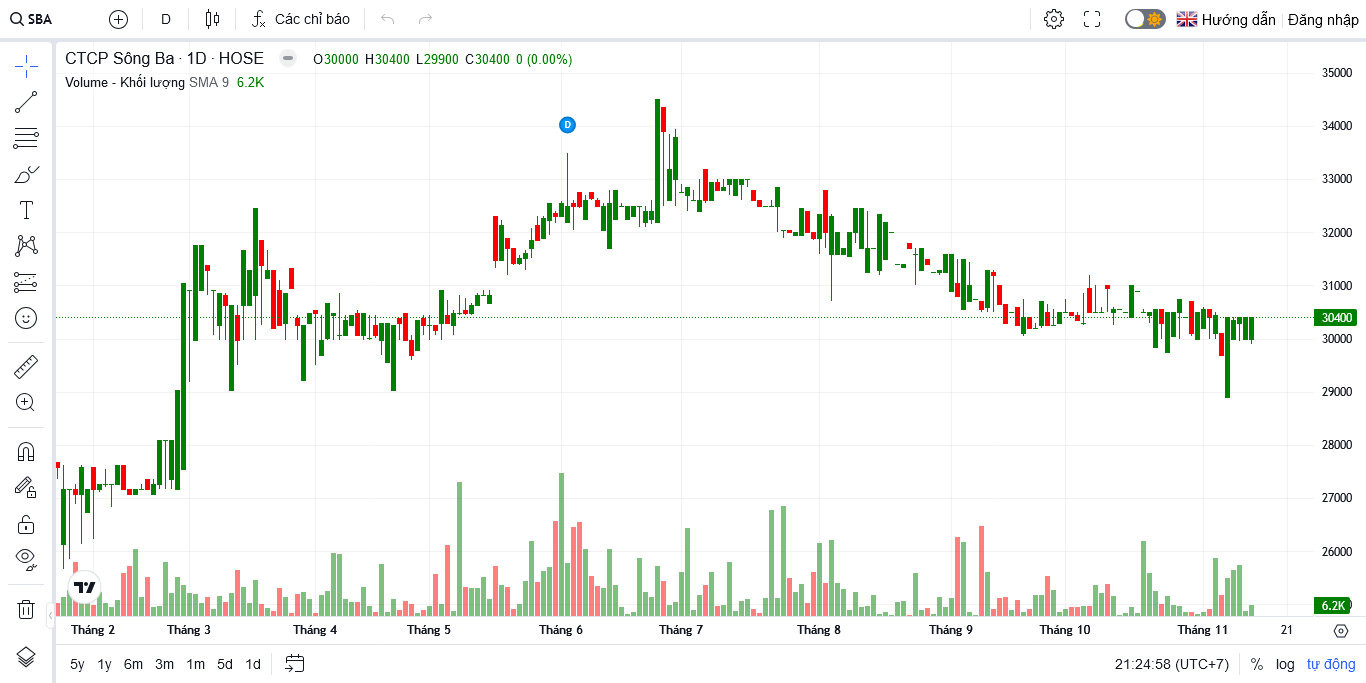 SBA D Các chỉ báo Hướng dẫn Đăng nhập
CTCP Sông Ba · 1D · HOSE O30000 H30400 L29900 C30400 0 (0.00%)
Volume - Khối lượng SMA 9 6.2K
35000
D
34000
33000
32000
31000
30400
30000
29000
28000
27000
26000
6.2K
Tháng 2 Tháng 3 Tháng 4 Tháng 5 Tháng 6 Tháng 7 Tháng 8 Tháng 9 Tháng 10 Tháng 11 21
5y 1y 6m 3m 1m 5d 1d 21:24:58 (UTC+7) % log tự động